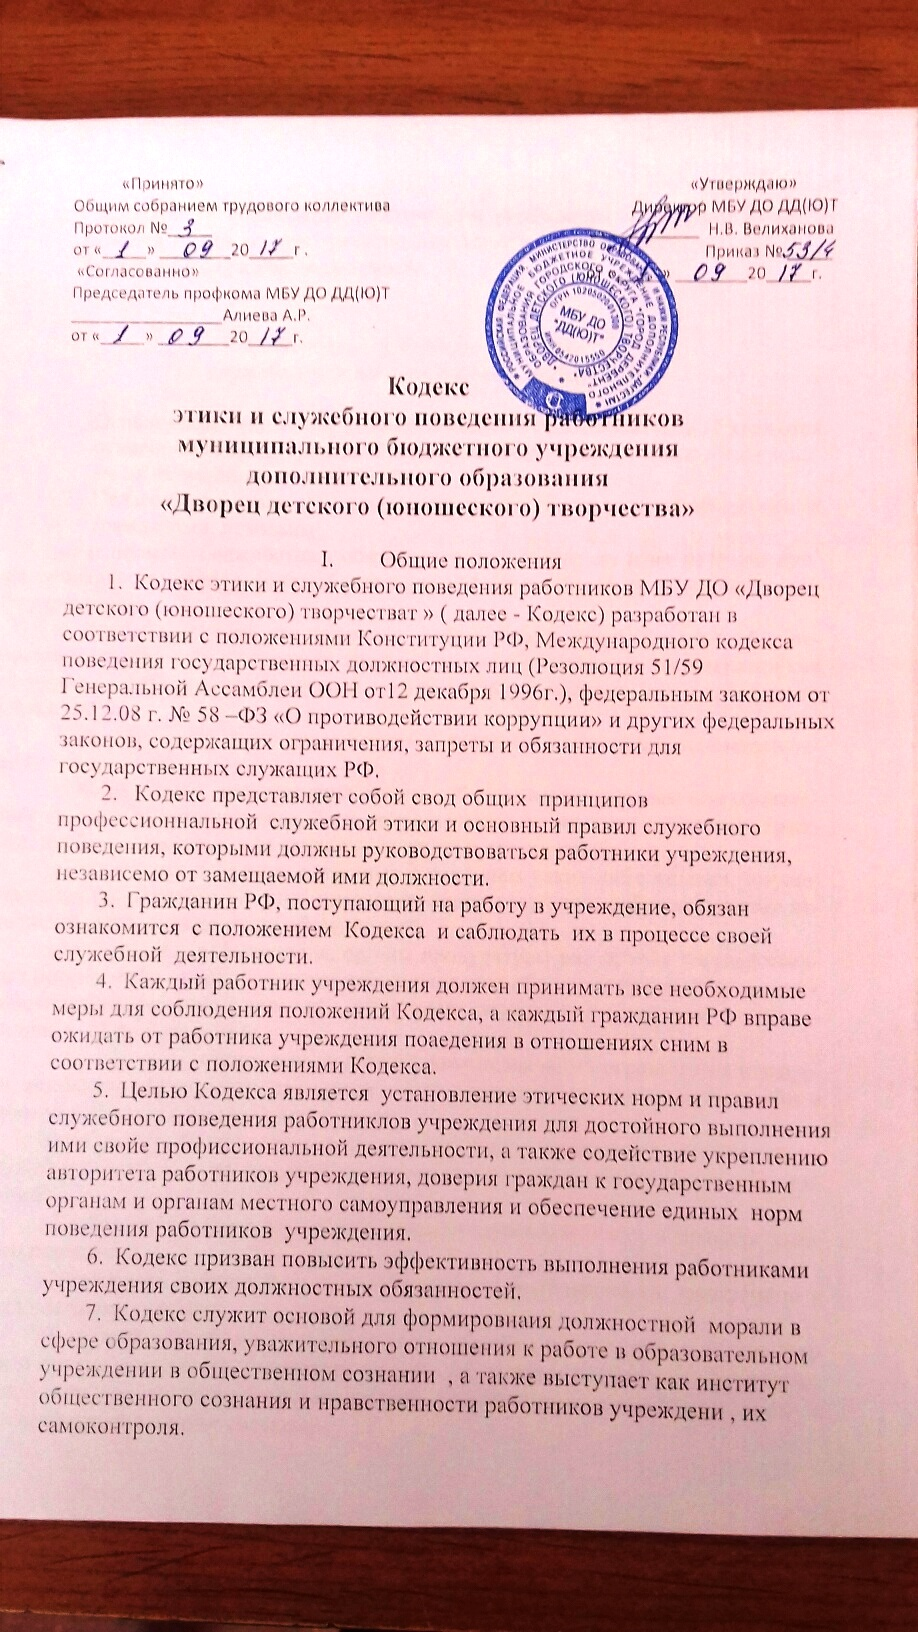 «Принято»
Общим собранием трудового коллектива
Протокол № 3
от « 1 » 09 20 17 г.
«Согласованно»
Председатель профкома МБУ ДО ДД(Ю)Т
Алиева А.Р.
от « 1 » 09 20 17 г.
«Утверждаю»
Директор МБУ ДО ДД(Ю)Т
Н.В. Велиханова
Приказ № 53/4
» 09 20 17 г.
МБУ ДО
"ДД(Ю)Т"
Кодекс
этики и служебного поведения работников
муниципального бюджетного учреждения
дополнительного образования
«Дворец детского (юношеского) творчества»
I. Общие положения
1. Кодекс этики и служебного поведения работников МБУ ДО «Дворец
детского (юношеского) творчестват » ( далее - Кодекс) разработан в
соответствии с положениями Конституции РФ, Международного кодекса
поведения государственных должностных лиц (Резолюция 51/59
Генеральной Ассамблеи ООН от12 декабря 1996г.), федеральным законом от
25.12.08 г. № 58 –ФЗ «О противодействии коррупции» и других федеральных
законов, содержащих ограничения, запреты и обязанности для
государственных служащих РФ.
2. Кодекс представляет собой свод общих принципов
профессионнальной служебной этики и основный правил служебного
поведения, которыми должны руководствоваться работники учреждения,
независемо от замещаемой ими должности.
3. Гражданин РФ, поступающий на работу в учреждение, обязан
ознакомится с положением Кодекса и саблюдать их в процессе своей
служебной деятельности.
4. Каждый работник учреждения должен принимать все необходимые
меры для соблюдения положений Кодекса, а каждый гражданин РФ вправе
ожидать от работника учреждения поаедения в отношениях сним в
соответствии с положениями Кодекса.
5. Целью Кодекса является установление этических норм и правил
служебного поведения работниклов учреждения для достойного выполнения
ими свойе профиссиональной деятельности, а также содействие укреплению
авторитета работников учреждения, доверия граждан к государственным
органам и органам местного самоуправления и обеспечение единых норм
поведения работников учреждения.
6. Кодекс призван повысить эффективность выполнения работниками
учреждения своих должностных обязанностей.
7. Кодекс служит основой для формировнаия должностной морали в
сфере образования, уважительного отношения к работе в образовательном
учреждении в общественном сознании , а также выступает как институт
общественного сознания и нравственности работников учреждени , их
самоконтроля.